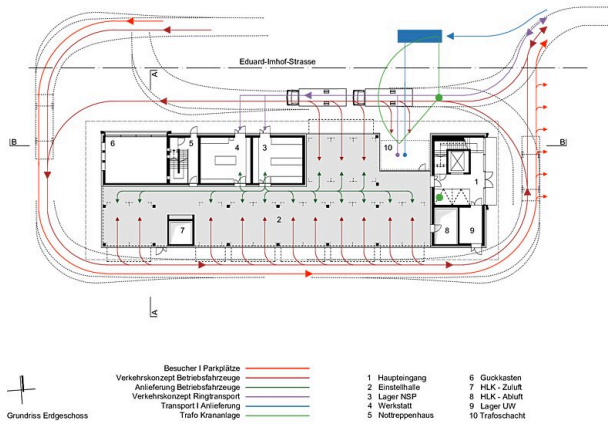 Eduard-Imhof-Strasse
A
B
B
6
5
4
3
10
1
2
7
8
9
A
Besucher I Parkplätze
Verkehrskonzept Betriebsfahrzeuge
Anlieferung Betriebsfahrzeuge
Verkehrskonzept Ringtransport
Transport I Anlieferung
Trafo Krananlage
1 Haupteingang
2 Einstellhalle
3 Lager NSP
4 Werkstatt
5 Nottreppenhaus
6 Guckkasten
7 HLK - Zuluft
8 HLK - Abluft
9 Lager UW
10 Trafoschacht
Grundriss Erdgeschoss